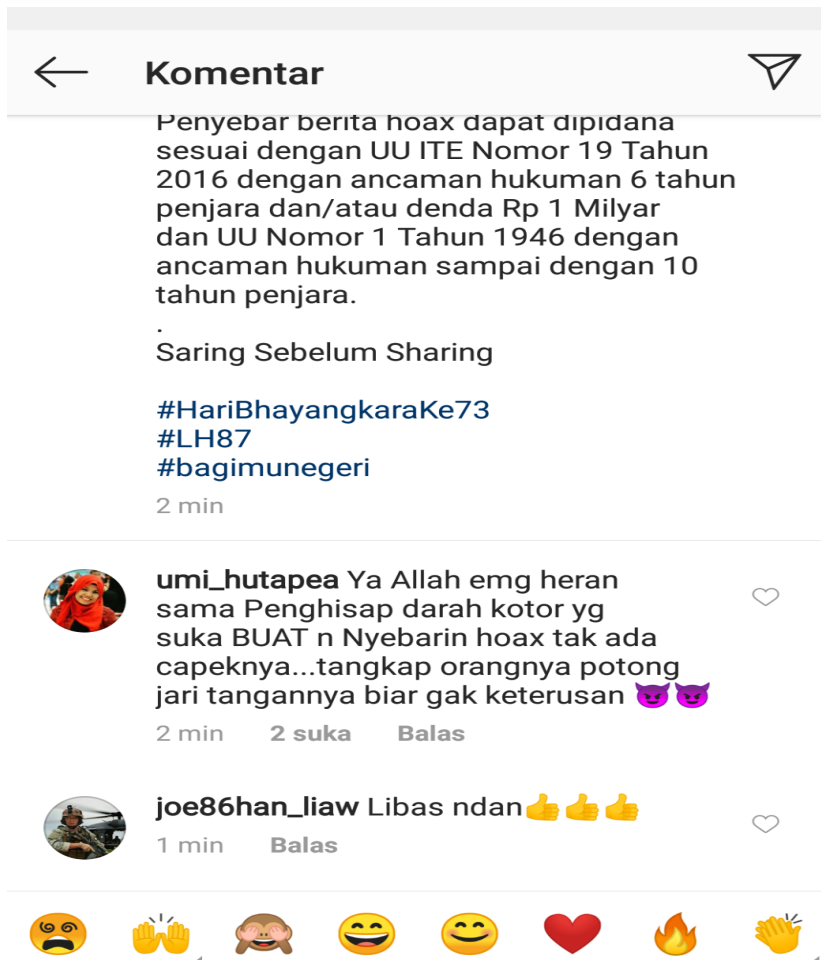 Komentar
Penyebar berita hoax dapat dipidana
sesuai dengan UU ITE Nomor 19 Tahun
2016 dengan ancaman hukuman 6 tahun
penjara dan/atau denda Rp 1 Milyar
dan UU Nomor 1 Tahun 1946 dengan
ancaman hukuman sampai dengan 10
tahun penjara.
.
Saring Sebelum Sharing
#HariBhayangkaraKe73
#LH87
#bagimunegeri
2 min
umi_hutapea Ya Allah emg heran
sama Penghisap darah kotor yg
suka BUAT n Nyebarin hoax tak ada
capeknya...tangkap orangnya potong
jari tangannya biar gak keterusan 😈😈
2 min 2 suka Balas
joe86han_liaw Libas ndan👍👍👍
1 min Balas